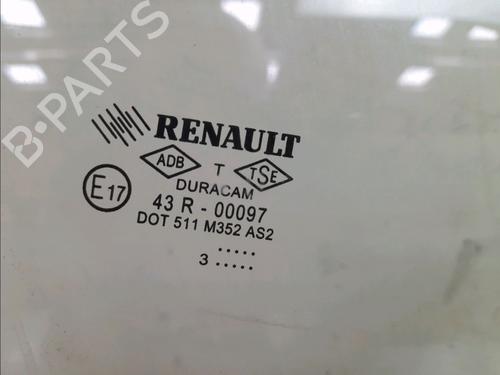 B-PARTS
RENAULT
ADB T TSE
DURACAM
E17
43 R - 00097
DOT 511 M352 AS2
.....
3 .....